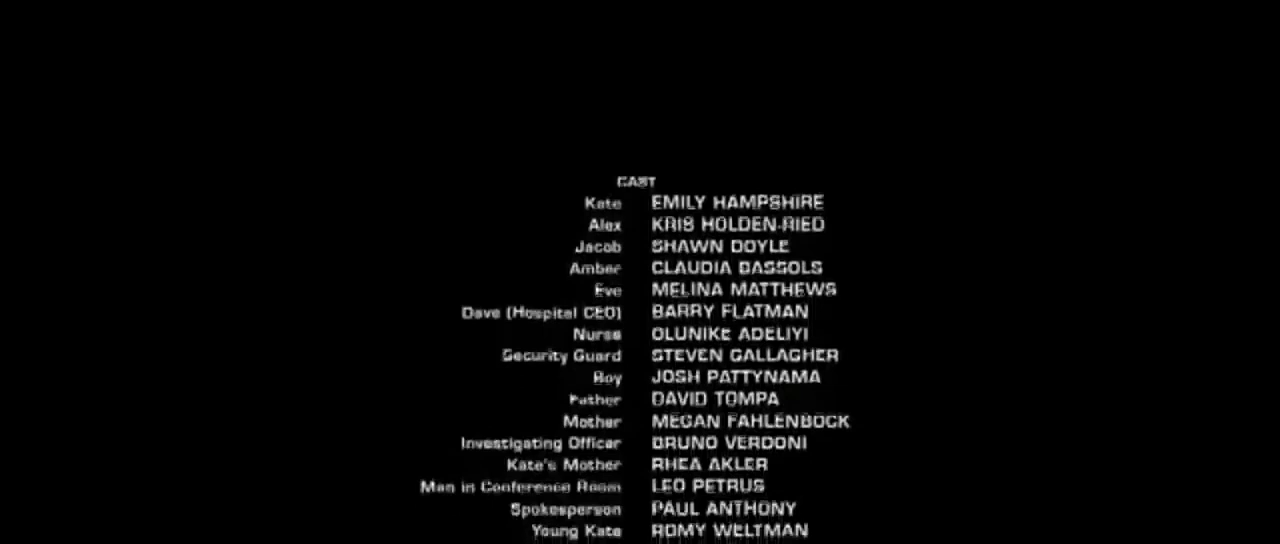 CAST
Kate EMILY HAMPSHIRE
Alex KRIS HOLDEN-RIED
Jacob SHAWN DOYLE
Amber CLAUDIA BASSOLS
Eve MELINA MATTHEWS
Dave (Hospital CEO) BARRY FLATMAN
Nurse OLUNIKE ADELIYI
Security Guard STEVEN GALLAGHER
Boy JOSH PATTYNAMA
Father DAVID TOMPA
Mother MEGAN FAHLENBOCK
Investigating Officer BRUNO VERDONI
Kate's Mother RHEA AKLER
Man in Conference Room LEO PETRUS
Spokesperson PAUL ANTHONY
Young Kate ROMY WELTMAN